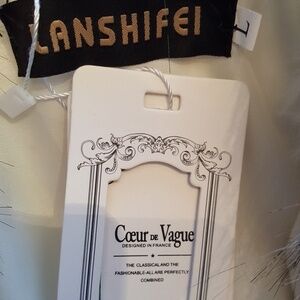 LANSHIFEI
L
Cœur DE Vague
DESIGNED IN FRANCE
THE CLASSICAL AND THE
FASHIONABLE-ALL ARE PERFECTLY
COMBINED